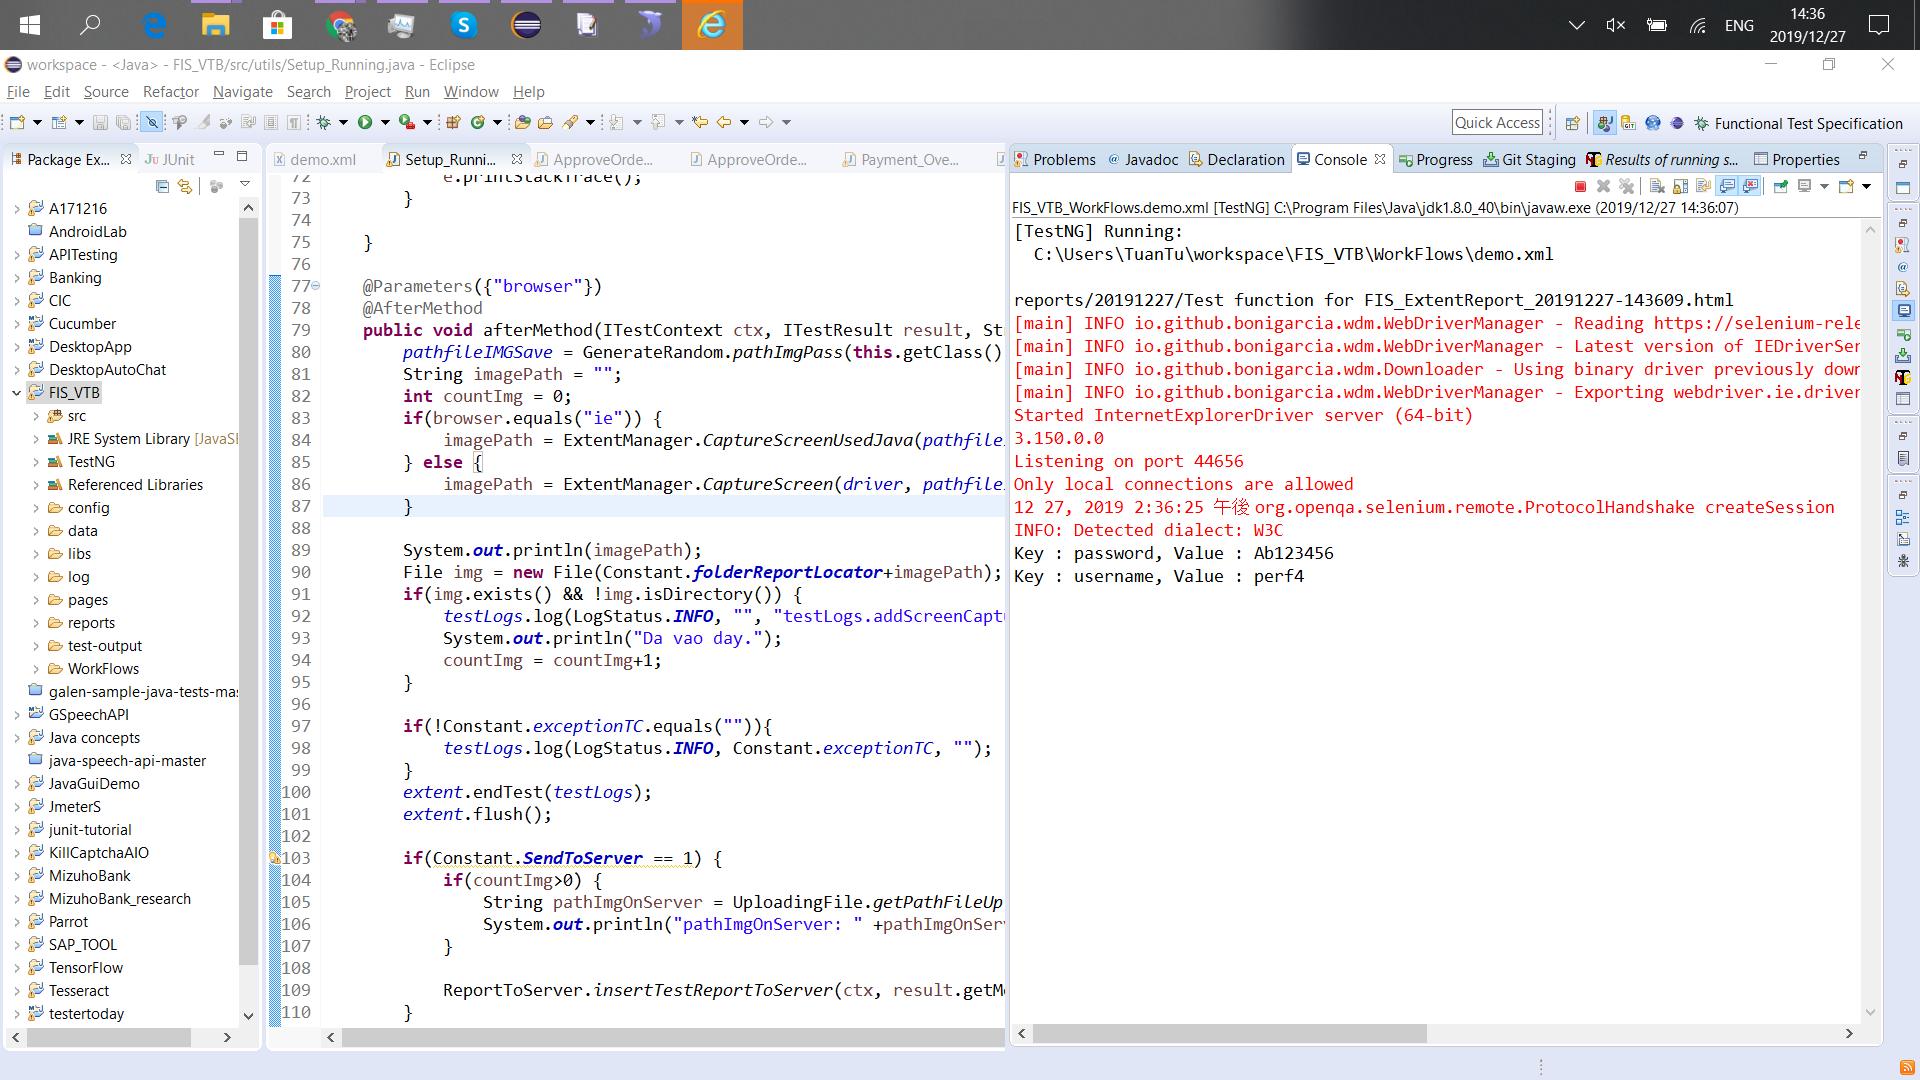 ENG
14:36
2019/12/27
workspace - <Java> - FIS_VTB/src/utils/Setup_Running.java - Eclipse
File Edit Source Refactor Navigate Search Project Run Window Help
Quick Access
Functional Test Specification
Package Ex...
JUnit
A171216
AndroidLab
APITesting
Banking
CIC
Cucumber
DesktopApp
DesktopAutoChat
FIS_VTB
src
JRE System Library [JavaSE
TestNG
Referenced Libraries
config
data
libs
log
pages
reports
test-output
WorkFlows
galen-sample-java-tests-mas
GSpeechAPI
Java concepts
java-speech-api-master
JavaGuiDemo
JmeterS
junit-tutorial
KillCaptchaAIO
MizuhoBank
MizuhoBank_research
Parrot
SAP_TOOL
TensorFlow
Tesseract
testertoday
demo.xml Setup_Runni... ApproveOrde... ApproveOrde... Payment_Ove...
72 e.printStackTrace();
73 }
74
75 }
76
77 @Parameters({"browser"})
78 @AfterMethod
79 public void afterMethod(ITestContext ctx, ITestResult result, Str
80 pathfileIMGSave = GenerateRandom.pathImgPass(this.getClass()
81 String imagePath = "";
82 int countImg = 0;
83 if(browser.equals("ie")) {
84 imagePath = ExtentManager.CaptureScreenUsedJava(pathfile
85 } else {
86 imagePath = ExtentManager.CaptureScreen(driver, pathfile
87 }
88
89 System.out.println(imagePath);
90 File img = new File(Constant.folderReportLocator+imagePath);
91 if(img.exists() && !img.isDirectory()) {
92 testLogs.log(LogStatus.INFO, "", "testLogs.addScreenCapt
93 System.out.println("Da vao day.");
94 countImg = countImg+1;
95 }
96
97 if(!Constant.exceptionTC.equals("")){
98 testLogs.log(LogStatus.INFO, Constant.exceptionTC, "");
99 }
100 extent.endTest(testLogs);
101 extent.flush();
102
103 if(Constant.SendToServer == 1) {
104 if(countImg>0) {
105 String pathImgOnServer = UploadingFile.getPathFileUp
106 System.out.println("pathImgOnServer: " +pathImgOnSer
107 }
108
109 ReportToServer.insertTestReportToServer(ctx, result.getMe
110 }
Problems Javadoc Declaration Console Progress Git Staging Results of running s... Properties
FIS_VTB_WorkFlows.demo.xml [TestNG] C:\Program Files\Java\jdk1.8.0_40\bin\javaw.exe (2019/12/27 14:36:07)
[TestNG] Running:
C:\Users\TuanTu\workspace\FIS_VTB\WorkFlows\demo.xml
reports/20191227/Test function for FIS_ExtentReport_20191227-143609.html
[main] INFO io.github.bonigarcia.wdm.WebDriverManager - Reading https://selenium-rele
[main] INFO io.github.bonigarcia.wdm.WebDriverManager - Latest version of IEDriverSer
[main] INFO io.github.bonigarcia.wdm.Downloader - Using binary driver previously down
[main] INFO io.github.bonigarcia.wdm.WebDriverManager - Exporting webdriver.ie.driver
Started InternetExplorerDriver server (64-bit)
3.150.0.0
Listening on port 44656
Only local connections are allowed
12 27, 2019 2:36:25 午後 org.openqa.selenium.remote.ProtocolHandshake createSession
INFO: Detected dialect: W3C
Key : password, Value : Ab123456
Key : username, Value : perf4